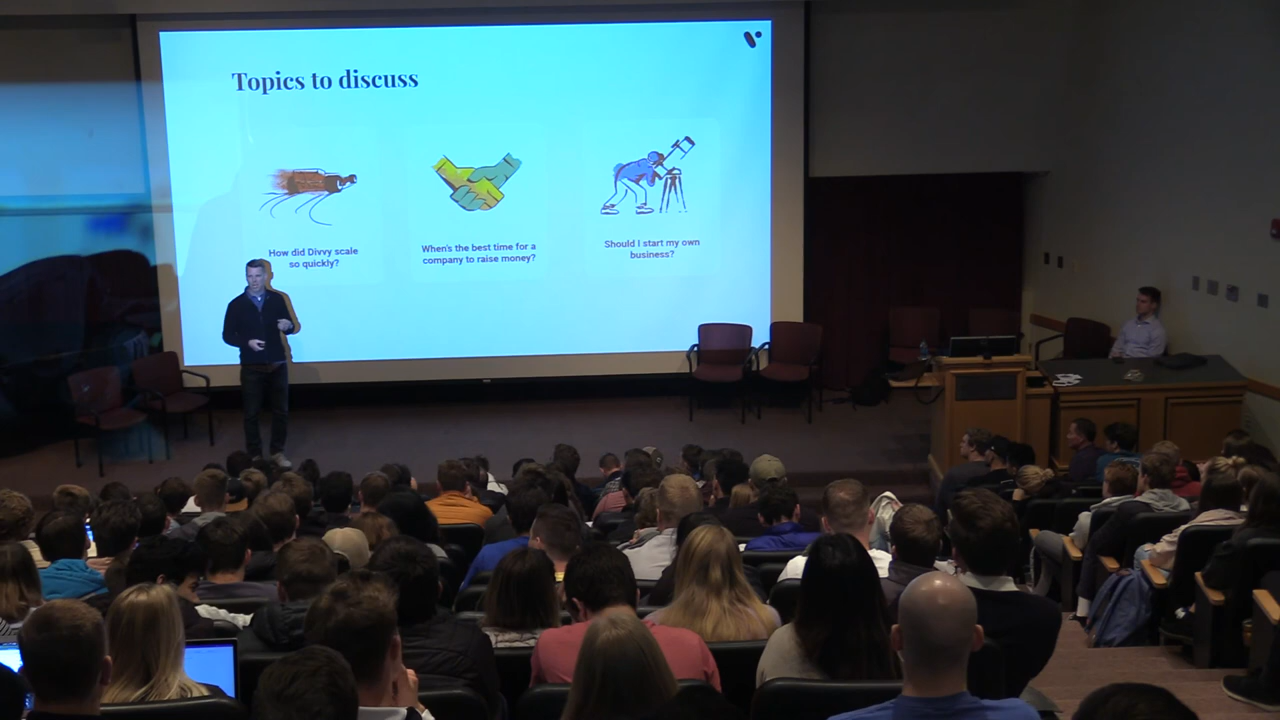 Topics to discuss
How did Divvy scale
so quickly?
When's the best time for a
company to raise money?
Should I start my own
business?